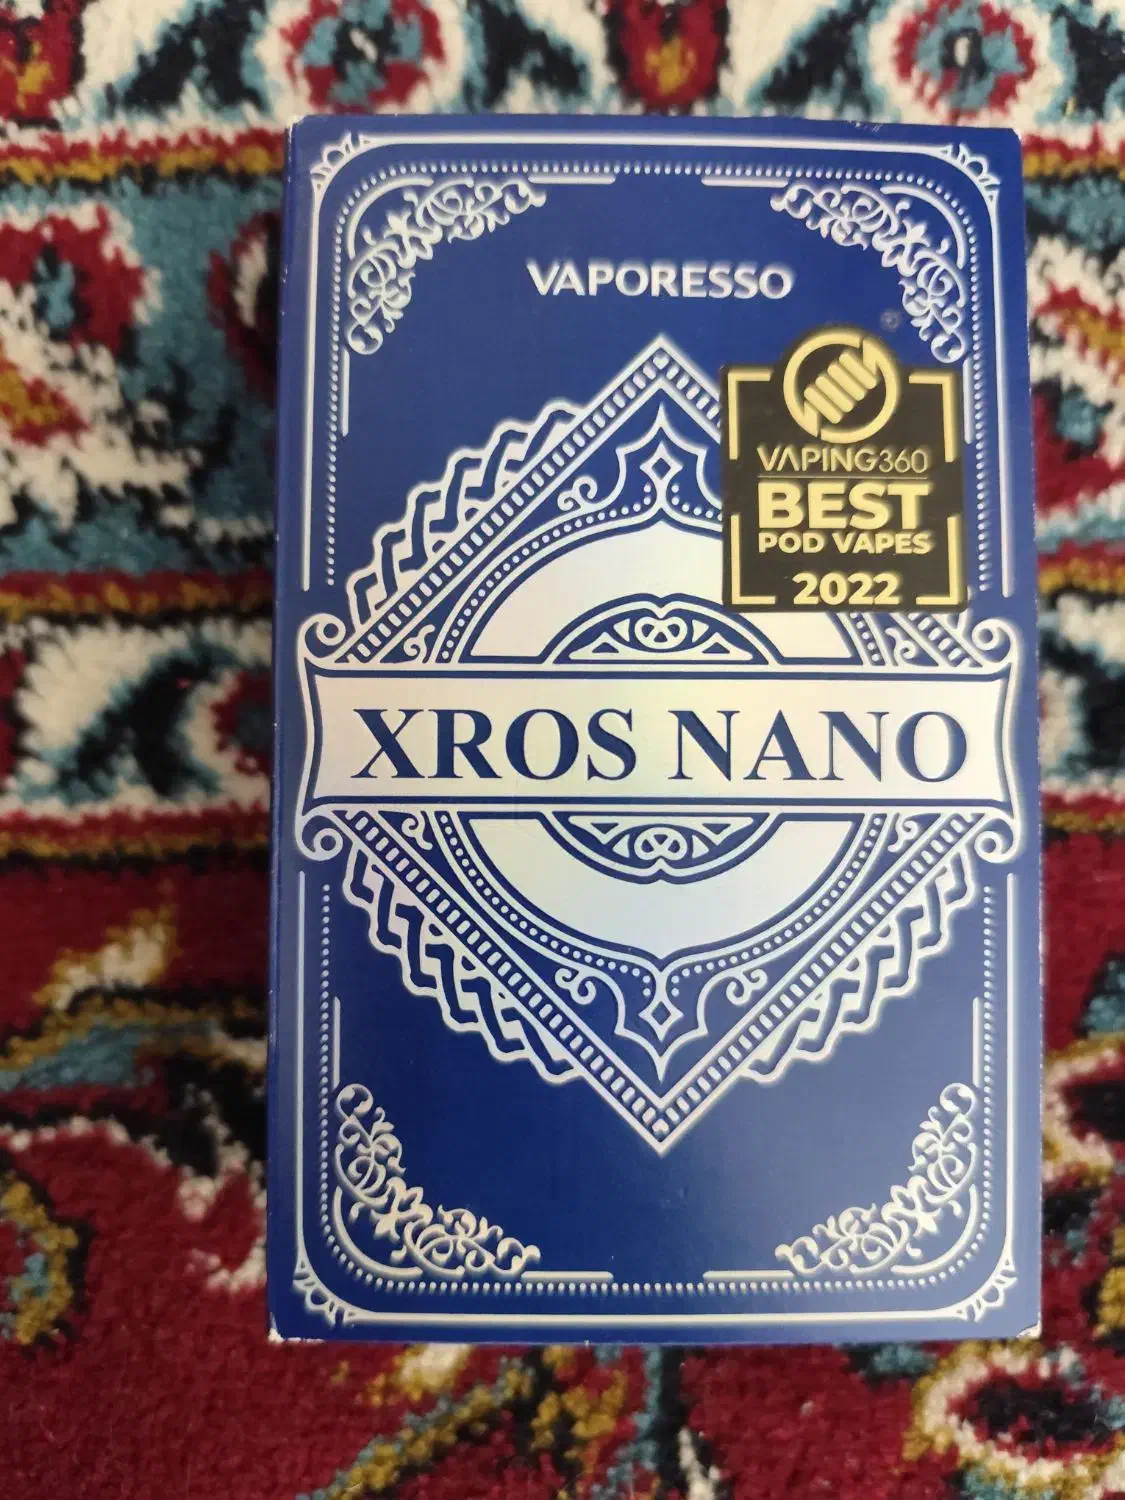 VAPORESSO
®
VAPING360
BEST
POD VAPES
2022
XROS NANO